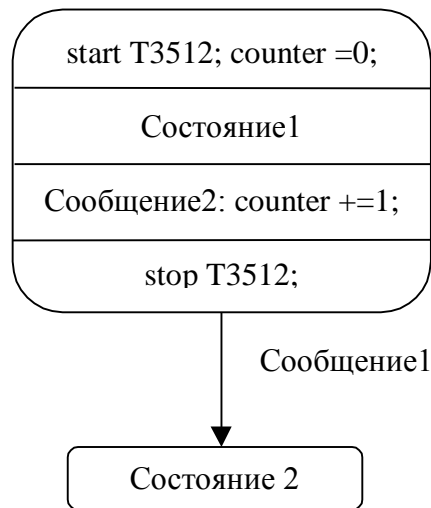 start T3512; counter =0;
Состояние1
Сообщение2: counter +=1;
stop T3512;
Сообщение1
Состояние 2